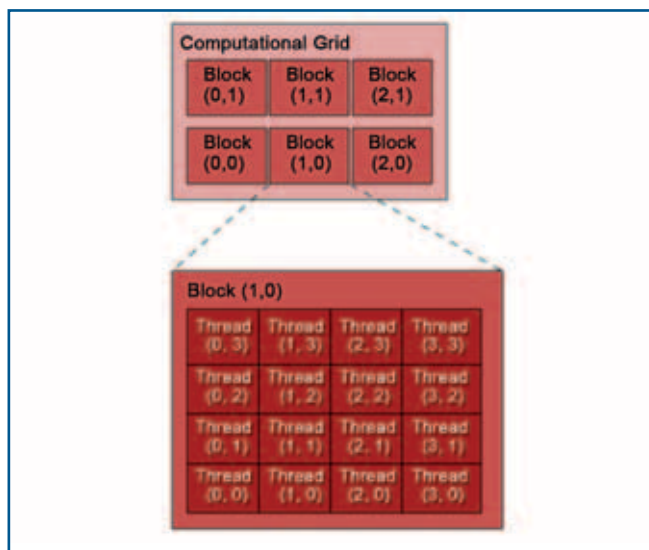 Computational Grid
Block Block Block
(0,1) (1,1) (2,1)
Block Block Block
(0,0) (1,0) (2,0)
Block (1,0)
Thread Thread Thread Thread
(0, 3) (1, 3) (2, 3) (3, 3)
Thread Thread Thread Thread
(0, 2) (1, 2) (2, 2) (3, 2)
Thread Thread Thread Thread
(0, 1) (1, 1) (2, 1) (3, 1)
Thread Thread Thread Thread
(0, 0) (1, 0) (2, 0) (3, 0)